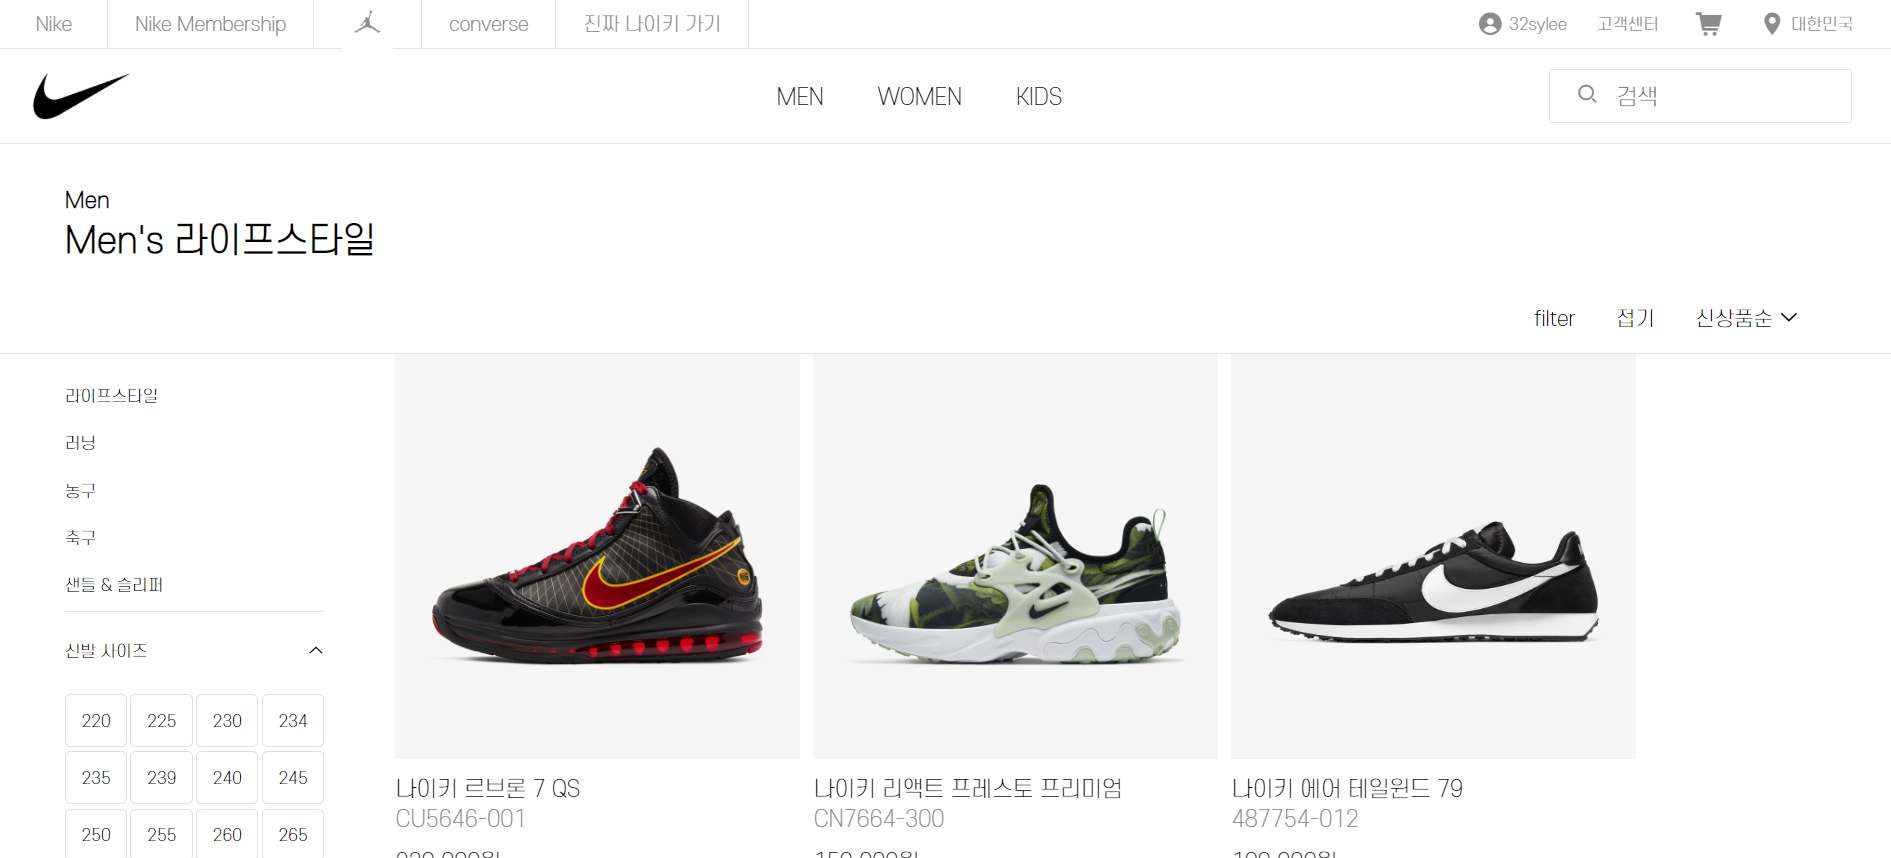 Nike
Nike Membership
converse
진짜 나이키 가기
32sylee
고객센터
대한민국
MEN
WOMEN
KIDS
검색
Men
Men's 라이프스타일
filter
접기
신상품순
라이프스타일
러닝
농구
축구
샌들 & 슬리퍼
신발 사이즈
220 225 230 234
235 239 240 245
250 255 260 265
나이키 르브론 7 QS
CU5646-001
나이키 리액트 프레스토 프리미엄
CN7664-300
나이키 에어 테일윈드 79
487754-012